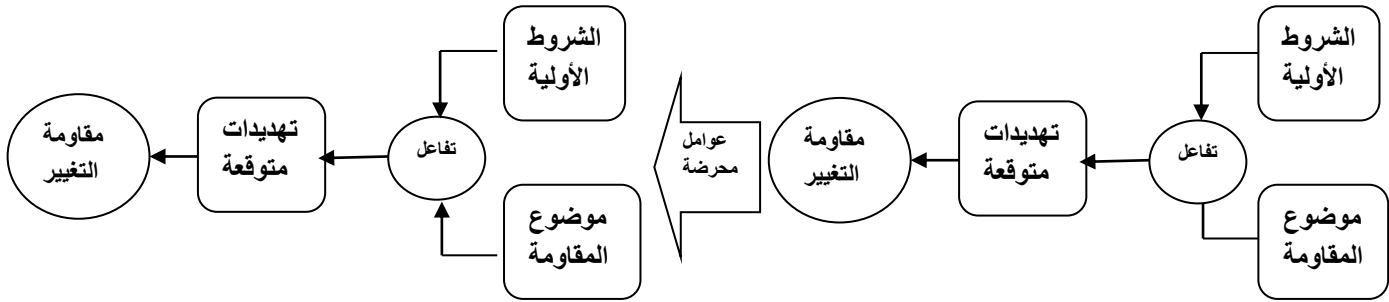 الشروط
الأولية
تفاعل
موضوع
المقاومة
تهديدات
متوقعة
مقاومة
التغيير
عوامل
محرضة
الشروط
الأولية
تفاعل
موضوع
المقاومة
تهديدات
متوقعة
مقاومة
التغيير